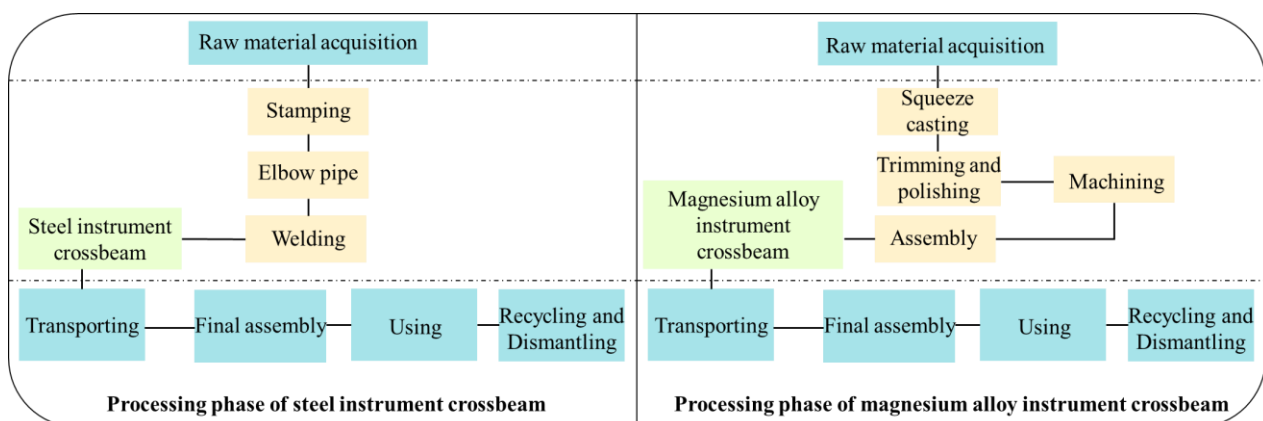 Raw material acquisition
Stamping
Elbow pipe
Welding
Steel instrument
crossbeam
Transporting
Final assembly
Using
Recycling and
Dismantling
Processing phase of steel instrument crossbeam
Raw material acquisition
Squeeze
casting
Trimming and
polishing
Machining
Assembly
Magnesium alloy
instrument
crossbeam
Transporting
Final assembly
Using
Recycling and
Dismantling
Processing phase of magnesium alloy instrument crossbeam